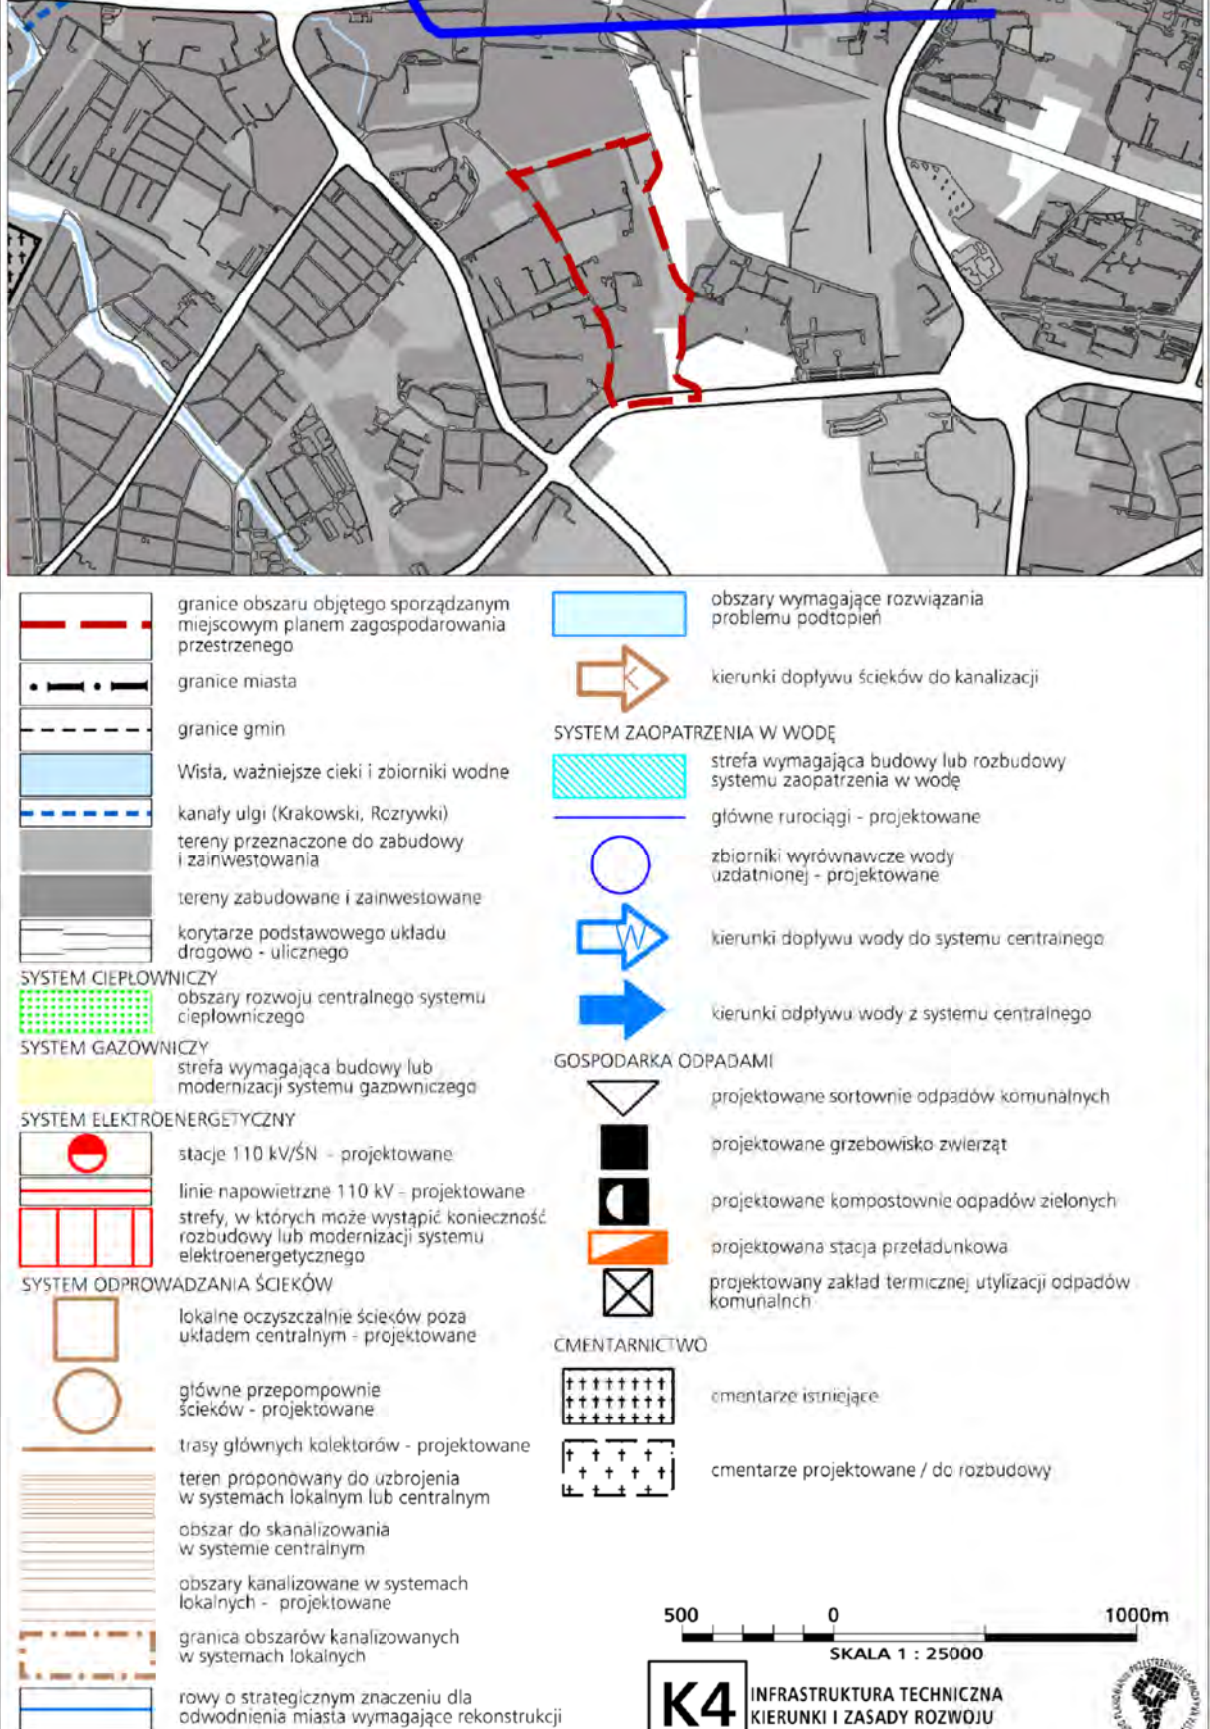 granice obszaru objętego sporządzanym
miejscowym planem zagospodarowania
przestrzenego
granice miasta
granice gmin
Wisła, ważniejsze cieki i zbiorniki wodne
kanały ulgi (Krakowski, Rozrywki)
tereny przeznaczone do zabudowy
i zainwestowania
tereny zabudowane i zainwestowane
korytarze podstawowego układu
drogowo - ulicznego
SYSTEM CIEPŁOWNICZY
obszary rozwoju centralnego systemu
ciepłowniczego
SYSTEM GAZOWNICZY
strefa wymagająca budowy lub
modernizacji systemu gazowniczego
SYSTEM ELEKTROENERGETYCZNY
stacje 110 kV/ŚN - projektowane
linie napowietrzne 110 kV - projektowane
strefy, w których może wystąpić konieczność
rozbudowy lub modernizacji systemu
elektroenergetycznego
SYSTEM ODPROWADZANIA ŚCIEKÓW
lokalne oczyszczalnie ścieków poza
układem centralnym - projektowane
główne przepompownie
ścieków - projektowane
trasy głównych kolektorów - projektowane
teren proponowany do uzbrojenia
w systemach lokalnym lub centralnym
obszar do skanalizowania
w systemie centralnym
obszary kanalizowane w systemach
lokalnych - projektowane
granica obszarów kanalizowanych
w systemach lokalnych
rowy o strategicznym znaczeniu dla
odwodnienia miasta wymagające rekonstrukcji
obszary wymagające rozwiązania
problemu podtopień
K
kierunki dopływu ścieków do kanalizacji
SYSTEM ZAOPATRZENIA W WODĘ
strefa wymagająca budowy lub rozbudowy
systemu zaopatrzenia w wodę
główne rurociągi - projektowane
zbiorniki wyrównawcze wody
uzdatnionej - projektowane
W
kierunki dopływu wody do systemu centralnego
kierunki odpływu wody z systemu centralnego
GOSPODARKA ODPADAMI
projektowane sortownie odpadów komunalnych
projektowane grzebowisko zwierząt
projektowane kompostownie odpadów zielonych
projektowana stacja przeładunkowa
projektowany zakład termicznej utylizacji odpadów
komunalnch
CMENTARNICTWO
cmentarze istniejące
cmentarze projektowane / do rozbudowy
500 0 1000m
SKALA 1 : 25000
K4
INFRASTRUKTURA TECHNICZNA
KIERUNKI I ZASADY ROZWOJU